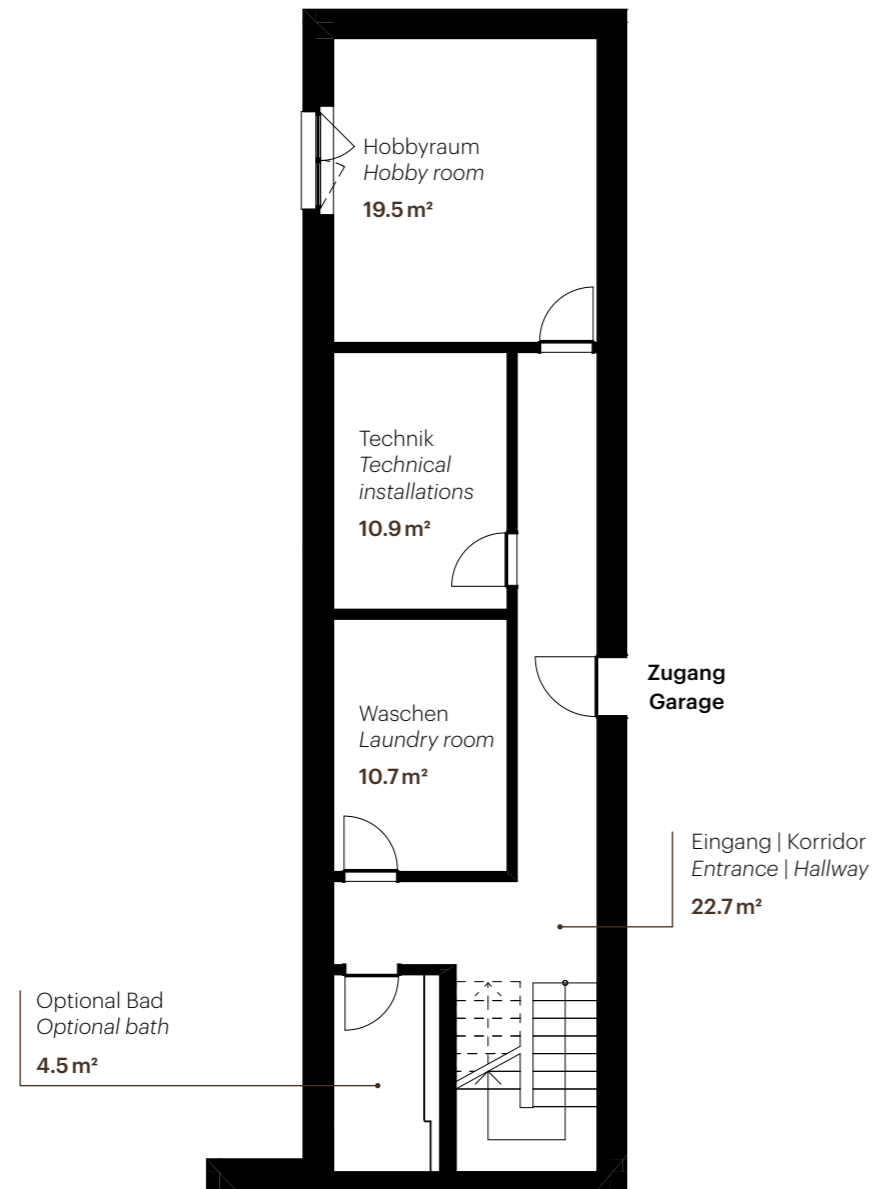 Hobbyraum
Hobby room
19.5 m²
Technik
Technical
installations
10.9 m²
Zugang
Garage
Waschen
Laundry room
10.7 m²
Eingang | Korridor
Entrance | Hallway
22.7 m²
Optional Bad
Optional bath
4.5 m²